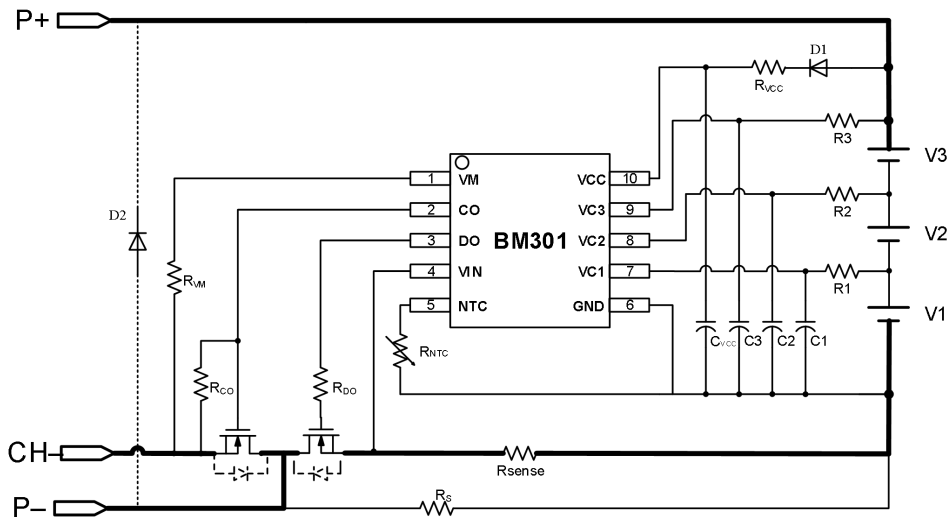 P+
D1
RVCC
R3
V3
1 VM VCC 10
D2
2 CO VC3 9
R2
3 DO BM301 VC2 8
V2
4 VIN VC1 7
RVM
R1
5 NTC GND 6
V1
RNTC
CVCC C3 C2 C1
RCO
RDO
CH–
Rsense
RS
P–